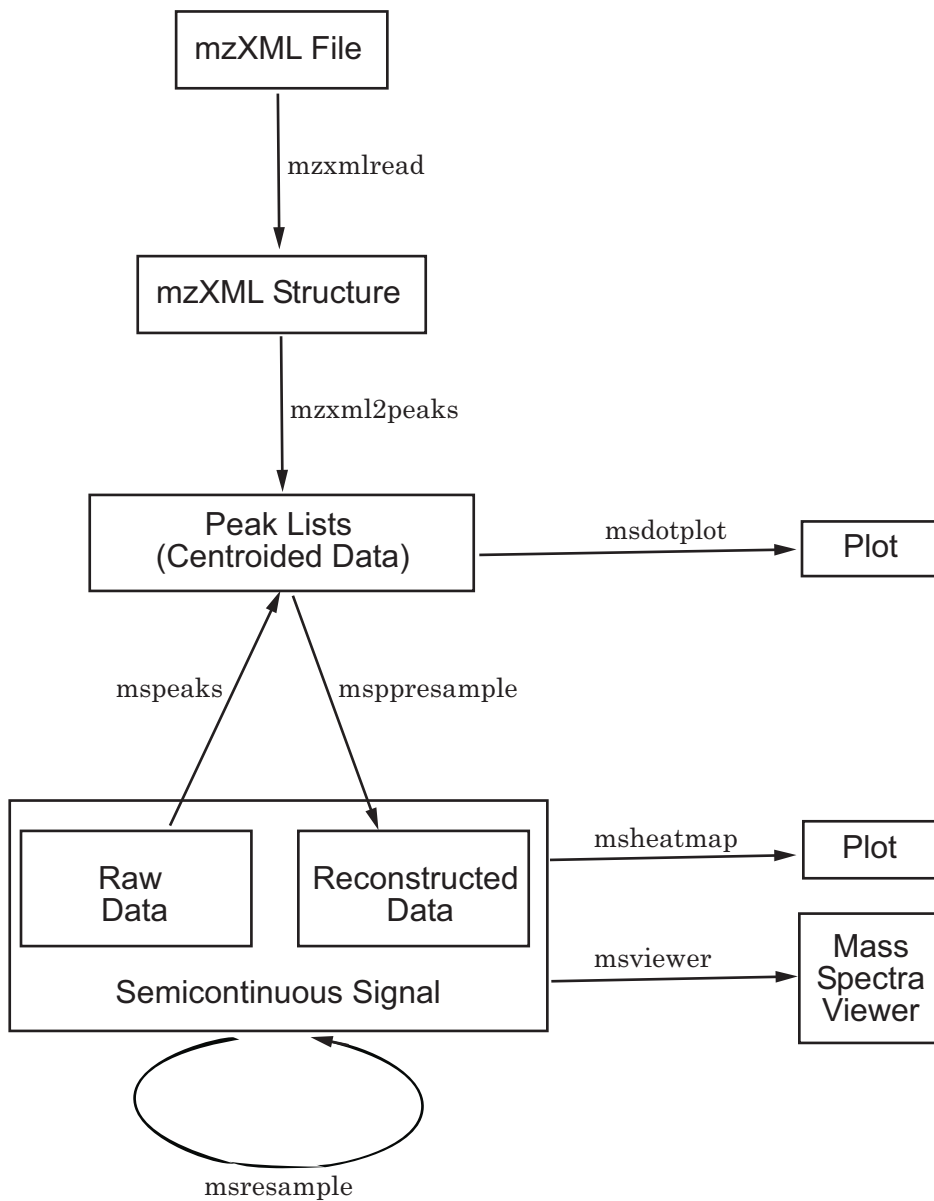 mzXML File
mzxmlread
mzXML Structure
mzxml2peaks
Peak Lists
(Centroided Data)
msdotplot
Plot
mspeaks
msppresample
Raw
Data
Reconstructed
Data
Semicontinuous Signal
msheatmap
Plot
msviewer
Mass
Spectra
Viewer
msresample